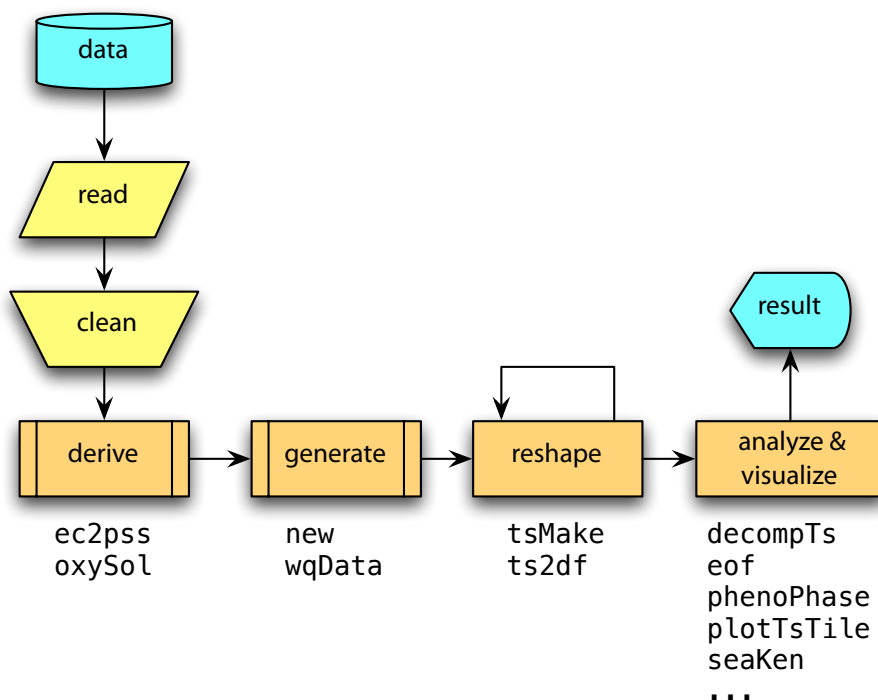 data
read
clean
result
derive
generate
reshape
analyze &
visualize
ec2pss
oxySol
new
wqData
tsMake
ts2df
decompTs
eof
phenoPhase
plotTsTile
seaKen
...